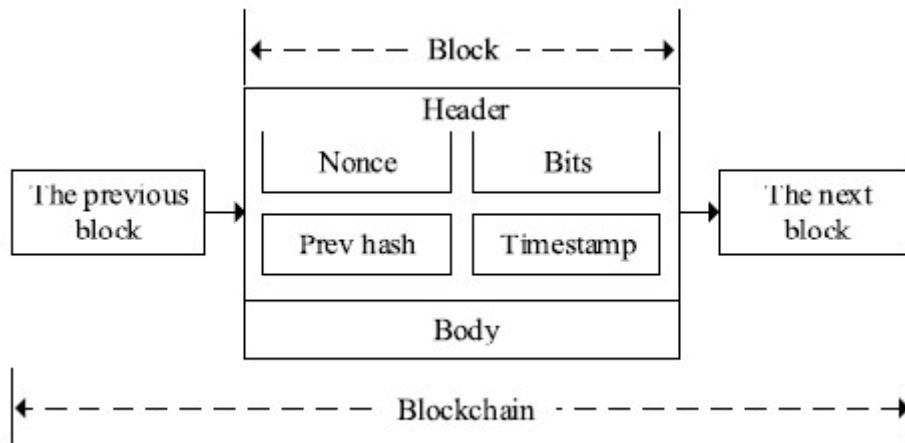 Block
Header
Nonce
Bits
The previous
block
Prev hash
Timestamp
The next
block
Body
Blockchain